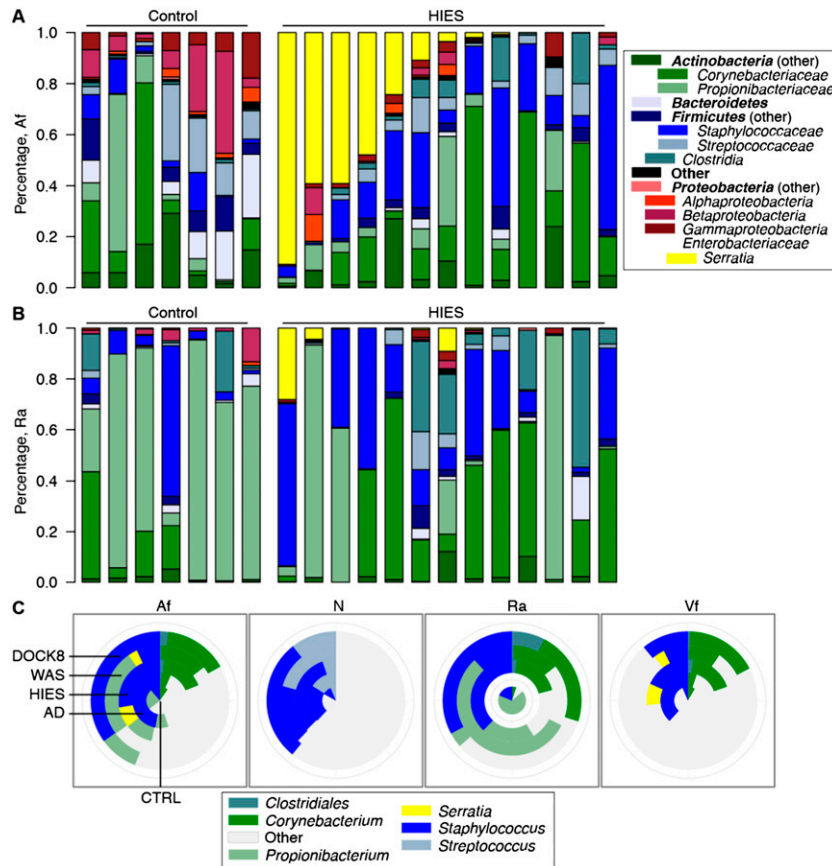 A
Control
HIES
Percentage, Af
1.0
0.8
0.6
0.4
0.2
0.0
Actinobacteria (other)
Corynebacteriaceae
Propionibacteriaceae
Bacteroidetes
Firmicutes (other)
Staphylococcaceae
Streptococcaceae
Clostridia
Other
Proteobacteria (other)
Alphaproteobacteria
Betaproteobacteria
Gammaproteobacteria
Enterobacteriaceae
Serratia
B
Control
HIES
Percentage, Ra
1.0
0.8
0.6
0.4
0.2
0.0
C
Af
N
Ra
Vf
DOCK8
WAS
HIES
AD
CTRL
Clostridiales
Corynebacterium
Other
Propionibacterium
Serratia
Staphylococcus
Streptococcus